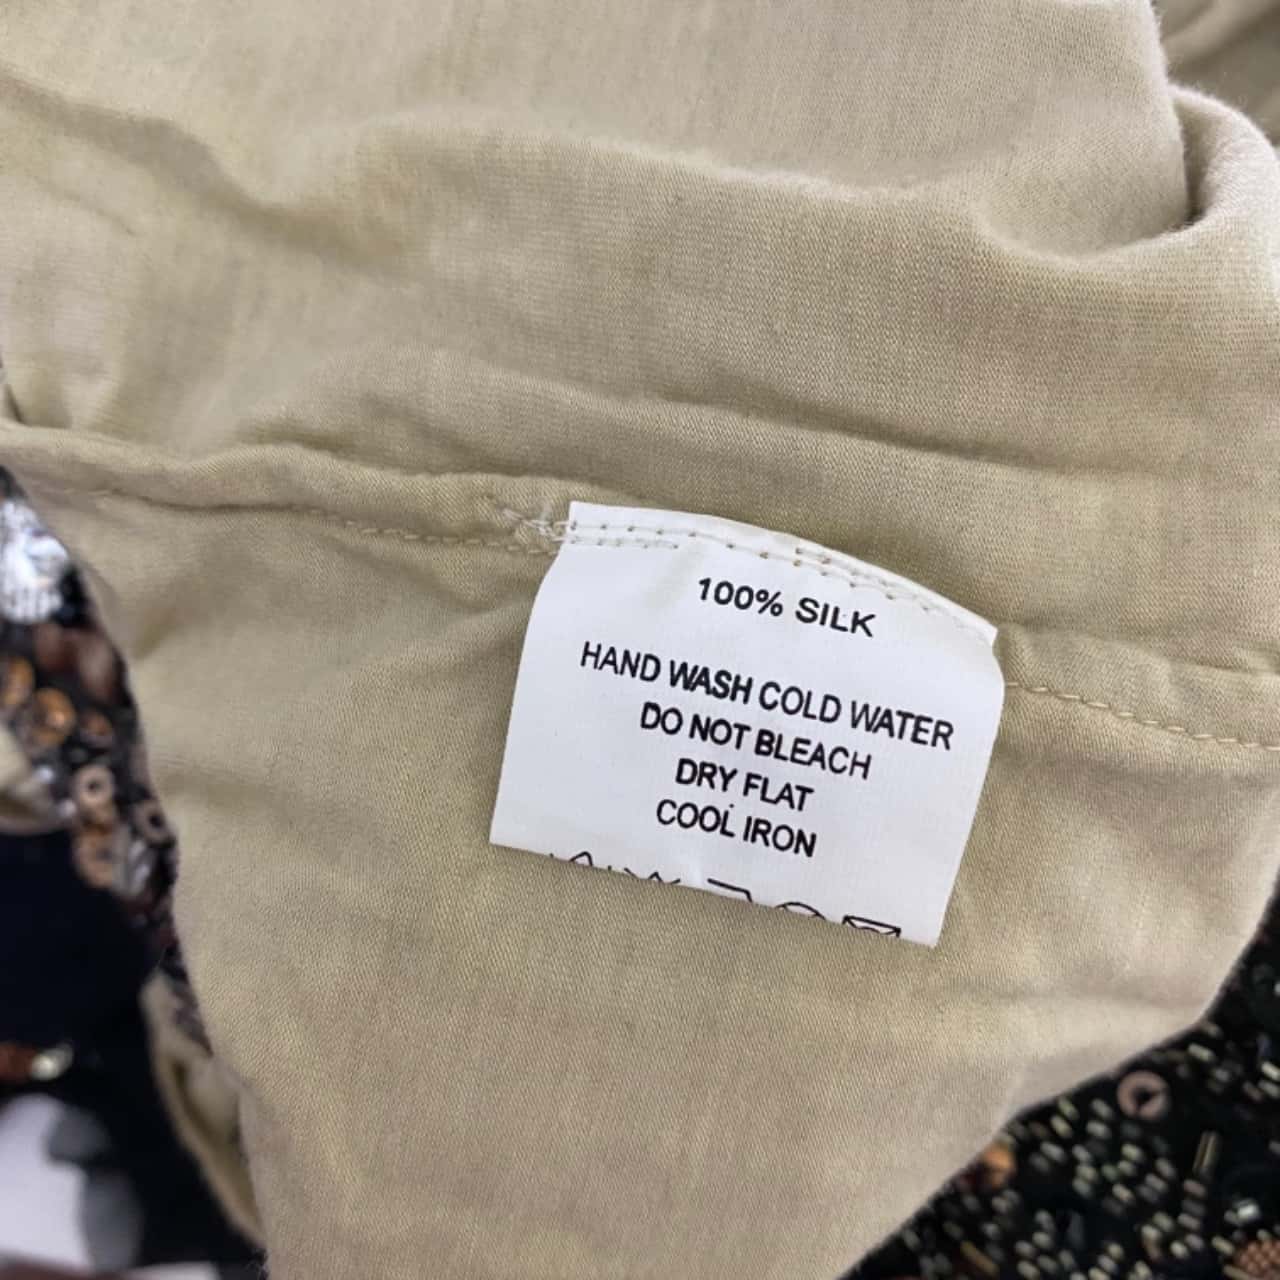 100% SILK
HAND WASH COLD WATER
DO NOT BLEACH
DRY FLAT
COOL IRON